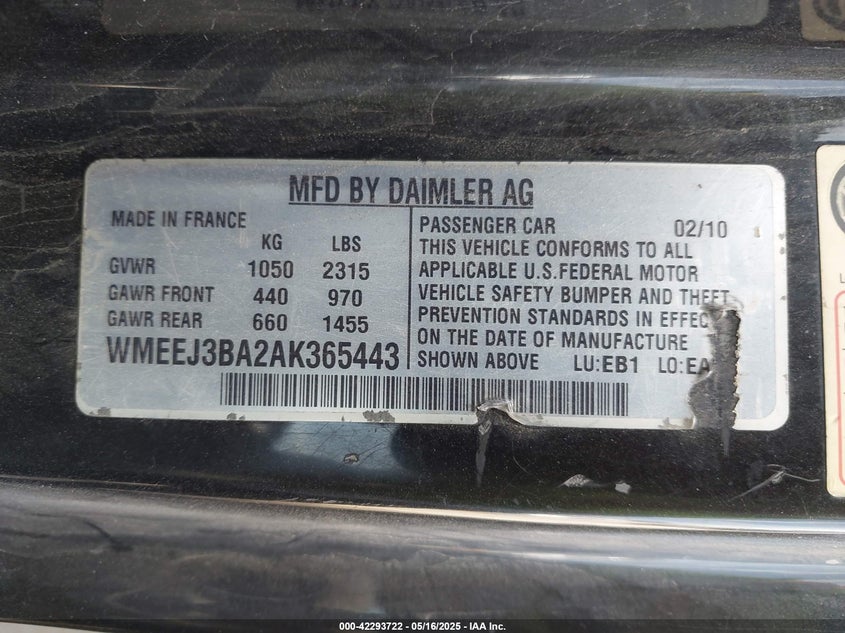 MFD BY DAIMLER AG
MADE IN FRANCE
KG LBS
GVWR 1050 2315
GAWR FRONT 440 970
GAWR REAR 660 1455
WMEEJ3BA2AK365443
PASSENGER CAR 02/10
THIS VEHICLE CONFORMS TO ALL
APPLICABLE U.S.FEDERAL MOTOR
VEHICLE SAFETY BUMPER AND THEFT
PREVENTION STANDARDS IN EFFECT
ON THE DATE OF MANUFACTURE
SHOWN ABOVE LU:EB1 LO:EA
000-42293722 - 05/16/2025 - IAA Inc.